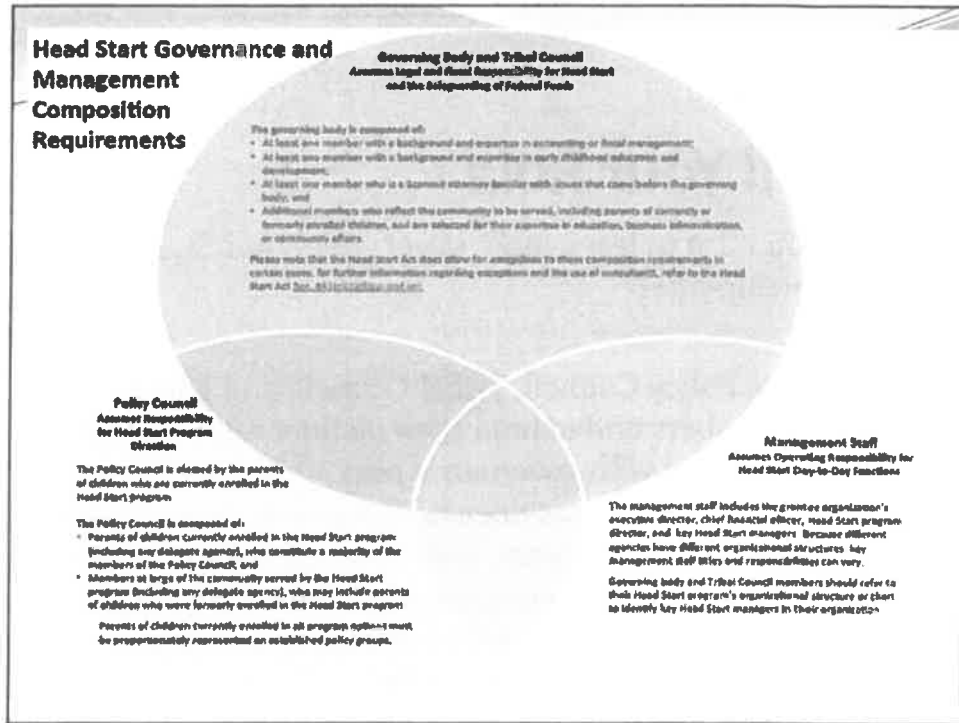 Head Start Governance and
Management
Composition
Requirements
Governing Body and Tribal Council
Assumes Legal and Fiscal Responsibility for Head Start
and the Safeguarding of Federal Funds
The governing body is composed of:
• At least one member with a background and expertise in accounting or fiscal management;
• At least one member with a background and expertise in early childhood education and
development;
• At least one member who is a licensed attorney familiar with issues that come before the governing
body; and
• Additional members who reflect the community to be served, including parents of currently or
formerly enrolled children, and are selected for their expertise in education, business administration,
or community affairs
Please note that the Head Start Act does allow for exceptions to these composition requirements in
certain cases. For further information regarding exceptions and the use of consultants, refer to the Head
Start Act
Policy Council
Assumes Responsibility
for Head Start Program
Direction
The Policy Council is elected by the parents
of children who are currently enrolled in the
Head Start program
The Policy Council is composed of:
• Parents of children currently enrolled in the Head Start program
(including any delegate agency), who constitute a majority of the
members of the Policy Council; and
• Members at large of the community served by the Head Start
program (including any delegate agency), who may include parents
of children who were formerly enrolled in the Head Start program
Parents of children currently enrolled in all program options must
be proportionately represented on established policy groups.
Management Staff
Assumes Operating Responsibility for
Head Start Day-to-Day Functions
The management staff includes the grantee organization's
executive director, chief financial officer, Head Start program
director, and key Head Start managers. Because different
agencies have different organizational structures key
management staff titles and responsibilities can vary.
Governing body and Tribal Council members should refer to
their Head Start program's organizational structure or chart
to identify key Head Start managers in their organization